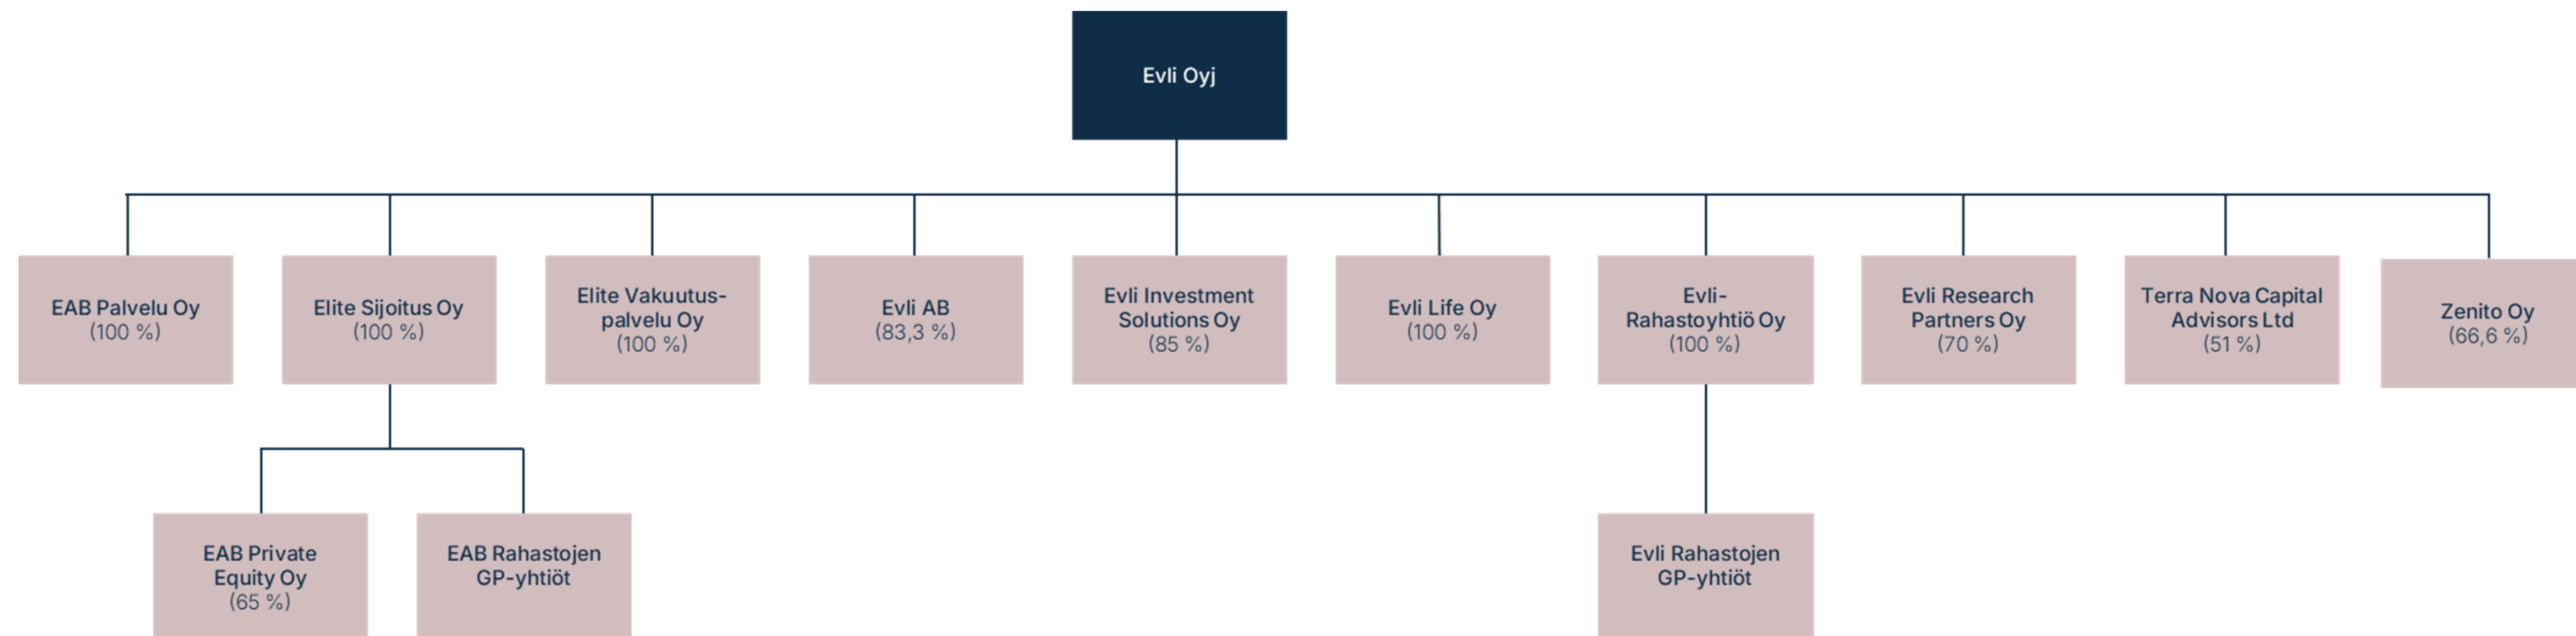 Evli Oyj
EAB Palvelu Oy
(100 %)
Elite Sijoitus Oy
(100 %)
Elite Vakuutus-
palvelu Oy
(100 %)
Evli AB
(83,3 %)
Evli Investment
Solutions Oy
(85 %)
Evli Life Oy
(100 %)
Evli-
Rahastoyhtiö Oy
(100 %)
Evli Research
Partners Oy
(70 %)
Terra Nova Capital
Advisors Ltd
(51 %)
Zenito Oy
(66,6 %)
EAB Private
Equity Oy
(65 %)
EAB Rahastojen
GP-yhtiöt
Evli Rahastojen
GP-yhtiöt